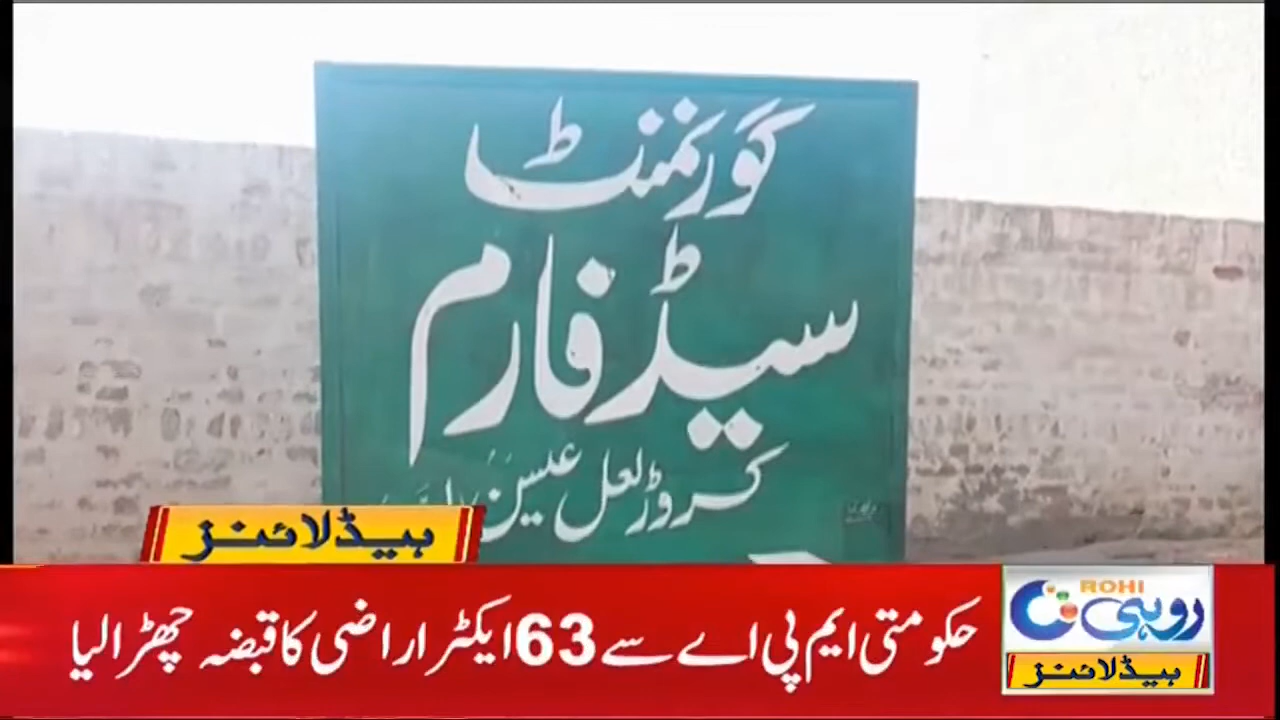 گورنمنٹ
سیڈ فارم
کروڑ لعل عیسن
ہیڈلائنز
حکومتی ایم پی اے سے 63 ایکٹر اراضی کا قبضہ چھڑا لیا
ROHI
روہی
ہیڈلائنز